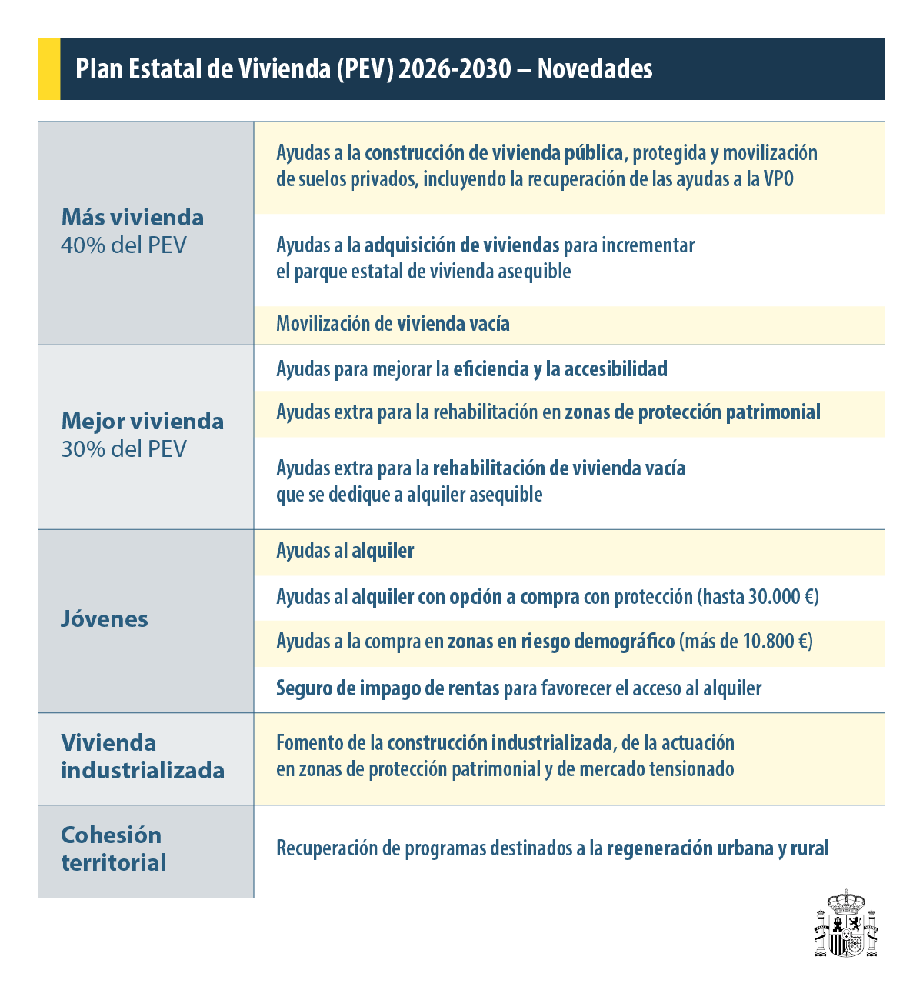 Plan Estatal de Vivienda (PEV) 2026-2030 – Novedades
Más vivienda
40% del PEV
Ayudas a la construcción de vivienda pública, protegida y movilización
de suelos privados, incluyendo la recuperación de las ayudas a la VPO
Ayudas a la adquisición de viviendas para incrementar
el parque estatal de vivienda asequible
Movilización de vivienda vacía
Mejor vivienda
30% del PEV
Ayudas para mejorar la eficiencia y la accesibilidad
Ayudas extra para la rehabilitación en zonas de protección patrimonial
Ayudas extra para la rehabilitación de vivienda vacía
que se dedique a alquiler asequible
Jóvenes
Ayudas al alquiler
Ayudas al alquiler con opción a compra con protección (hasta 30.000 €)
Ayudas a la compra en zonas en riesgo demográfico (más de 10.800 €)
Seguro de impago de rentas para favorecer el acceso al alquiler
Vivienda
industrializada
Fomento de la construcción industrializada, de la actuación
en zonas de protección patrimonial y de mercado tensionado
Cohesión
territorial
Recuperación de programas destinados a la regeneración urbana y rural